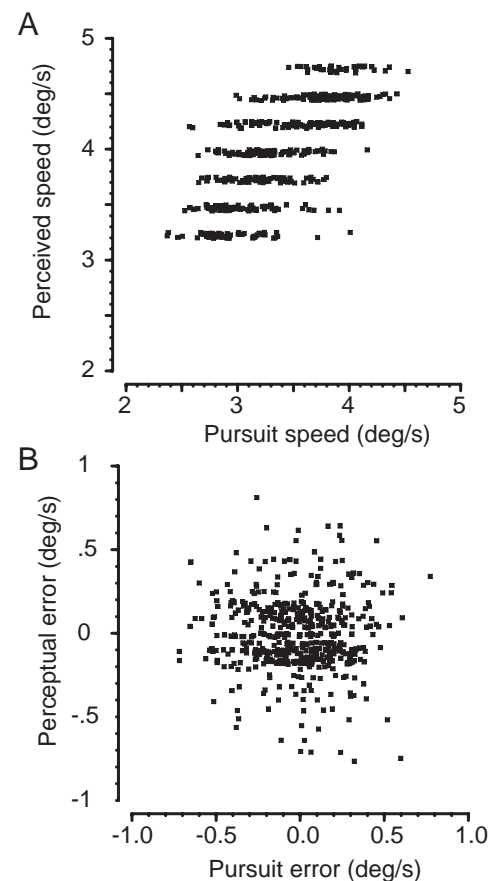 A
Perceived speed (deg/s)
5
4
3
2
2 3 4 5
Pursuit speed (deg/s)
B
Perceptual error (deg/s)
1
.5
0
-.5
-1
-1.0 -0.5 0.0 0.5 1.0
Pursuit error (deg/s)